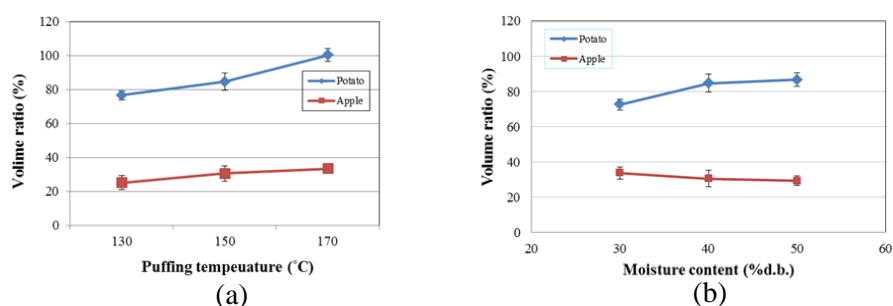 120
100
80
60
40
20
0
Volime ratio (%)
Potato
Apple
130 150 170
Puffing tempeuature (˚C)
(a)
120
100
80
60
40
20
0
Volume ratio (%)
Potato
Apple
20 30 40 50 60
Moisture content (%d.b.)
(b)